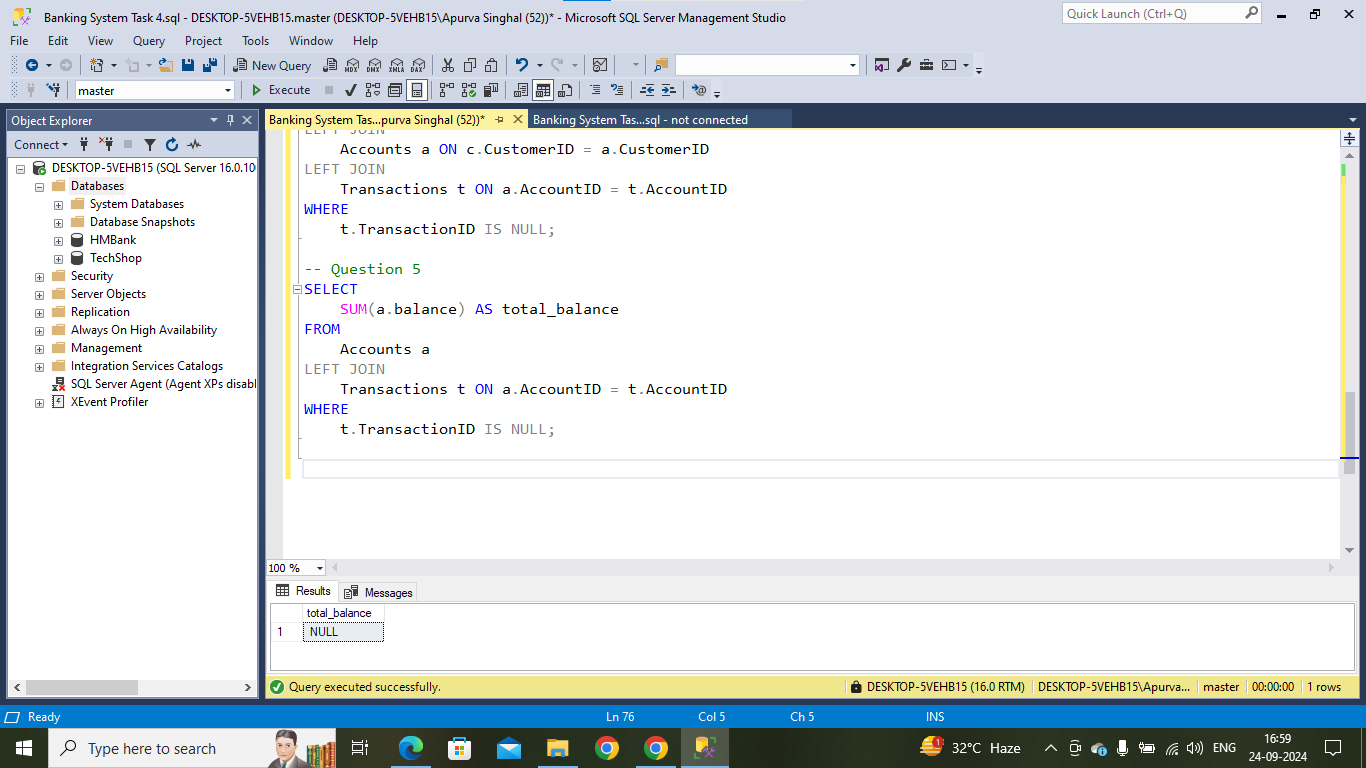 Banking System Task 4.sql - DESKTOP-5VEHB15.master (DESKTOP-5VEHB15\Apurva Singhal (52))* - Microsoft SQL Server Management Studio
Quick Launch (Ctrl+Q)
File Edit View Query Project Tools Window Help
New Query MDX DMX XMLA DAX
master Execute
Object Explorer
Banking System Tas...purva Singhal (52))*
Banking System Tas...sql - not connected
Connect
DESKTOP-5VEHB15 (SQL Server 16.0.10
Databases
System Databases
Database Snapshots
HMBank
TechShop
Security
Server Objects
Replication
Always On High Availability
Management
Integration Services Catalogs
SQL Server Agent (Agent XPs disabl
XEvent Profiler
LEFT JOIN
Accounts a ON c.CustomerID = a.CustomerID
LEFT JOIN
Transactions t ON a.AccountID = t.AccountID
WHERE
t.TransactionID IS NULL;
-- Question 5
SELECT
SUM(a.balance) AS total_balance
FROM
Accounts a
LEFT JOIN
Transactions t ON a.AccountID = t.AccountID
WHERE
t.TransactionID IS NULL;
100 %
Results Messages
total_balance
1 NULL
Query executed successfully.
DESKTOP-5VEHB15 (16.0 RTM) DESKTOP-5VEHB15\Apurva... master 00:00:00 1 rows
Ready Ln 76 Col 5 Ch 5 INS
Type here to search
1
32°C Haze
ENG
16:59
24-09-2024